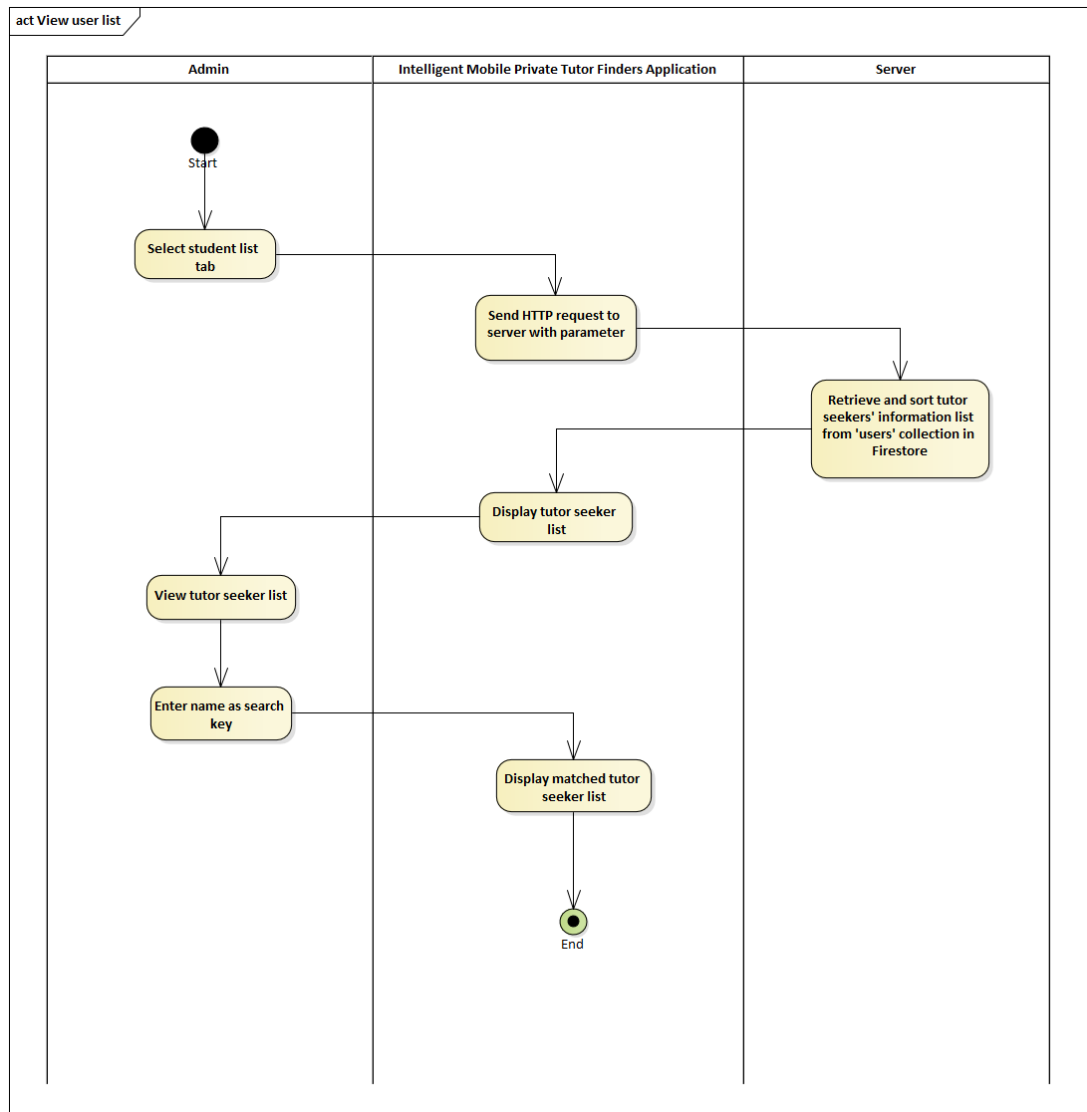 act View user list
Admin
Intelligent Mobile Private Tutor Finders Application
Server
Start
Select student list
tab
Send HTTP request to
server with parameter
Retrieve and sort tutor
seekers' information list
from 'users' collection in
Firestore
Display tutor seeker
list
View tutor seeker list
Enter name as search
key
Display matched tutor
seeker list
End